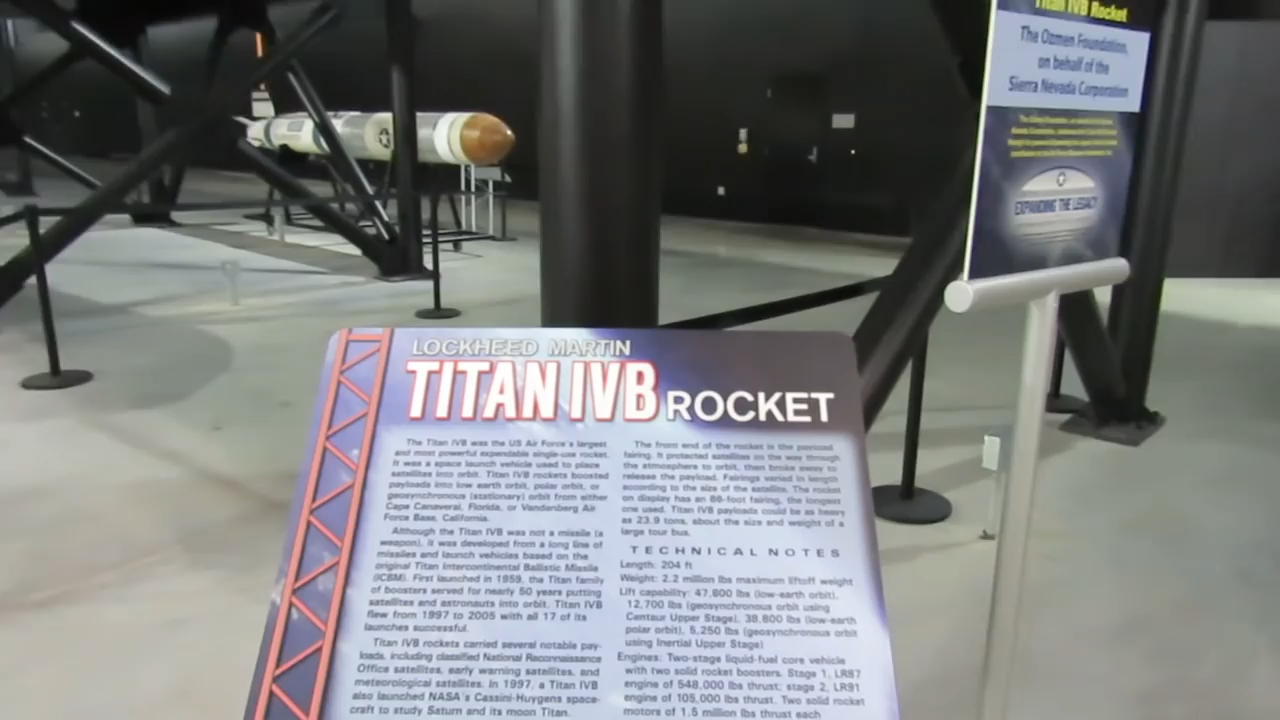 Titan IVB Rocket
The Ozmen Foundation,
on behalf of the
Sierra Nevada Corporation
EXPANDING THE LEGACY
LOCKHEED MARTIN
TITAN IVB ROCKET
The Titan IVB was the US Air Force's largest
and most powerful expendable single-use rocket.
It was a space launch vehicle used to place
satellites into orbit. Titan IVB rockets boosted
payloads into low earth orbit, polar orbit, or
geosynchronous (stationary) orbit from either
Cape Canaveral, Florida, or Vandenberg Air
Force Base, California.
Although the Titan IVB was not a missile (a
weapon), it was developed from a long line of
missiles and launch vehicles based on the
original Titan Intercontinental Ballistic Missile
(ICBM). First launched in 1959, the Titan family
of boosters served for nearly 50 years putting
satellites and astronauts into orbit. Titan IVB
flew from 1997 to 2005 with all 17 of its
launches successful.
Titan IVB rockets carried several notable pay-
loads, including classified National Reconnaissance
Office satellites, early warning satellites, and
meteorological satellites. In 1997, a Titan IVB
also launched NASA's Cassini-Huygens space-
craft to study Saturn and its moon Titan.
The front end of the rocket is the payload
fairing. It protected satellites on the way through
the atmosphere to orbit, then broke away to
release the payload. Fairings varied in length
according to the size of the satellite. The rocket
on display has an 86-foot fairing, the longest
one used. Titan IVB payloads could be as heavy
as 23.9 tons, about the size and weight of a
large tour bus.
TECHNICAL NOTES
Length: 204 ft
Weight: 2.2 million lbs maximum liftoff weight
Lift capability: 47,800 lbs (low-earth orbit),
12,700 lbs (geosynchronous orbit using
Centaur Upper Stage), 38,800 lbs (low-earth
polar orbit), 5,250 lbs (geosynchronous orbit
using Inertial Upper Stage)
Engines: Two-stage liquid-fuel core vehicle
with two solid rocket boosters. Stage 1, LR87
engine of 548,000 lbs thrust; stage 2, LR91
engine of 105,000 lbs thrust. Two solid rocket
motors of 1.5 million lbs thrust each